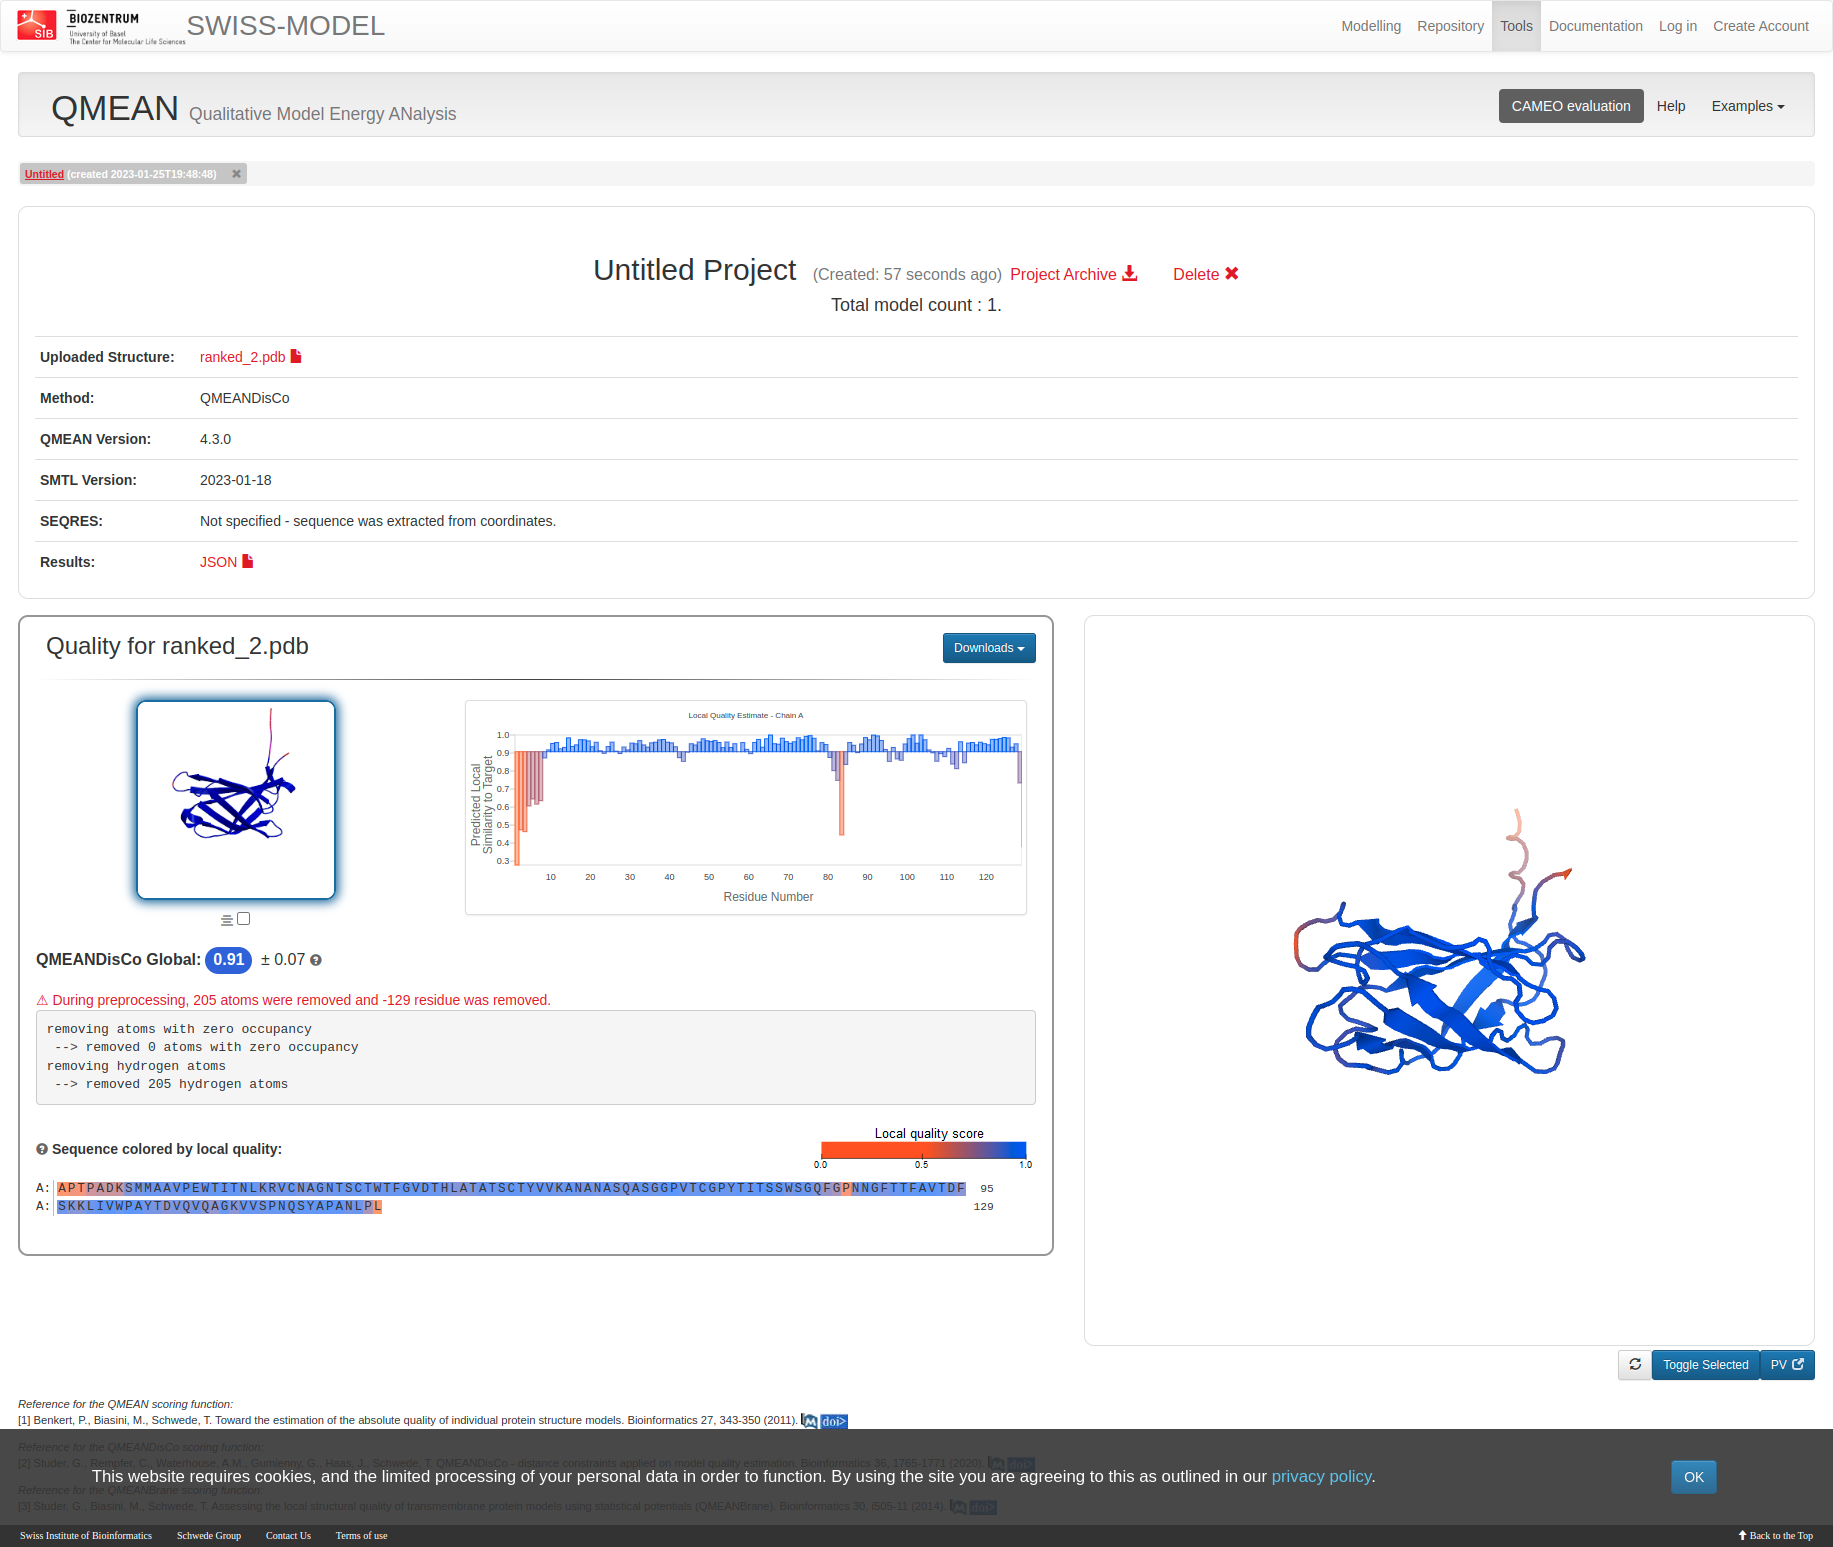 SIB
BIOZENTRUM
University of Basel
The Center for Molecular Life Sciences
SWISS-MODEL
Modelling Repository Tools Documentation Log in Create Account
QMEAN Qualitative Model Energy ANalysis
CAMEO evaluation Help Examples
Untitled (created 2023-01-25T19:48:48)
Untitled Project (Created: 57 seconds ago) Project Archive Delete
Total model count : 1.
Uploaded Structure: ranked_2.pdb
Method: QMEANDisCo
QMEAN Version: 4.3.0
SMTL Version: 2023-01-18
SEQRES: Not specified - sequence was extracted from coordinates.
Results: JSON
Quality for ranked_2.pdb
Downloads
Local Quality Estimate - Chain A
Predicted Local
Similarity to Target
1.0
0.9
0.8
0.7
0.6
0.5
0.4
0.3
10 20 30 40 50 60 70 80 90 100 110 120
Residue Number
QMEANDisCo Global: 0.91 ± 0.07
During preprocessing, 205 atoms were removed and -129 residue was removed.
removing atoms with zero occupancy
--> removed 0 atoms with zero occupancy
removing hydrogen atoms
--> removed 205 hydrogen atoms
Sequence colored by local quality:
Local quality score
0.0 0.5 1.0
A: APTPADKSMMAAVPEWTITNLKRVCNAGNTSCTWTFGVDTHLATATSCTYVVKANANASQASGGPVTCGPYTITSSWSGQFGPNNGFTTFAVTDF 95
A: SKKLIVWPAYTDVQVQAGKVVSPNQSYAPANLPL 129
Toggle Selected PV
Reference for the QMEAN scoring function:
[1] Benkert, P., Biasini, M., Schwede, T. Toward the estimation of the absolute quality of individual protein structure models. Bioinformatics 27, 343-350 (2011). doi>
Reference for the QMEANDisCo scoring function:
[2] Studer, G., Rempfer, C., Waterhouse, A.M., Gumienny, G., Haas, J., Schwede, T. QMEANDisCo - distance constraints applied on model quality estimation. Bioinformatics 36, 1765-1771 (2020). doi>
This website requires cookies, and the limited processing of your personal data in order to function. By using the site you are agreeing to this as outlined in our privacy policy.
OK
Reference for the QMEANBrane scoring function:
[3] Studer, G., Biasini, M., Schwede, T. Assessing the local structural quality of transmembrane protein models using statistical potentials (QMEANBrane). Bioinformatics 30, i505-11 (2014). doi>
Swiss Institute of Bioinformatics Schwede Group Contact Us Terms of use
Back to the Top